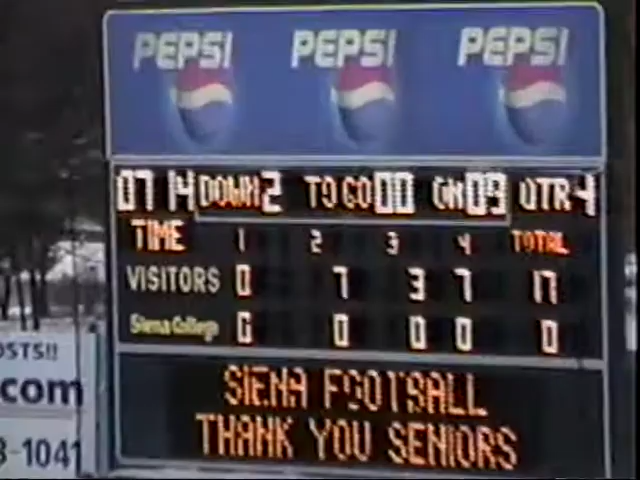 PEPSI PEPSI PEPSI
07 14 DOWN 2 TO GO 00 ON 09 QTR 4
TIME 1 2 3 4 TOTAL
VISITORS 0 7 3 7 17
Siena College 0 0 0 0 0
SIENA FOOTBALL
THANK YOU SENIORS
OSTS!!
.com
-1041